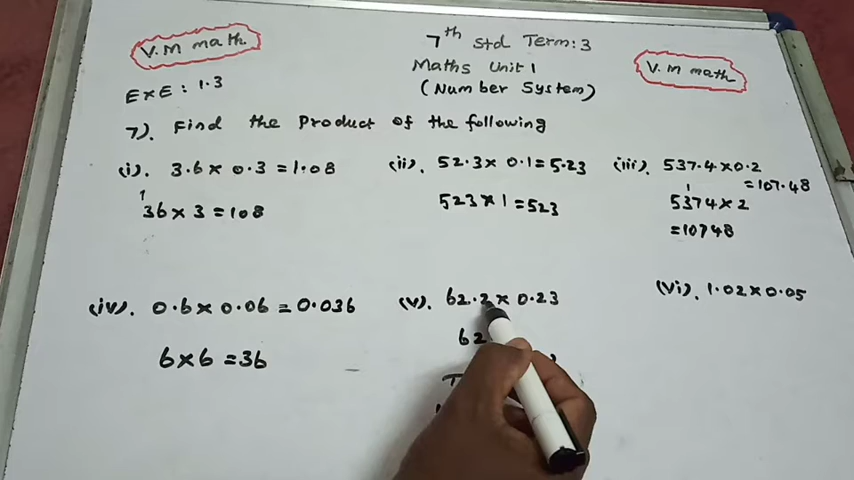 V.M math
7th Std Term:3
Maths Unit 1
(Number System)
V.M math
EXE: 1.3
7). Find the Product of the following
(i). 3.6 x 0.3 = 1.08
1
36 x 3 = 108
(ii). 52.3 x 0.1 = 5.23
523 x 1 = 523
(iii). 537.4 x 0.2
= 107.48
1
5374 x 2
= 10748
(iv). 0.6 x 0.06 = 0.036
6 x 6 = 36
(v). 62.2 x 0.23
62
(vi). 1.02 x 0.05